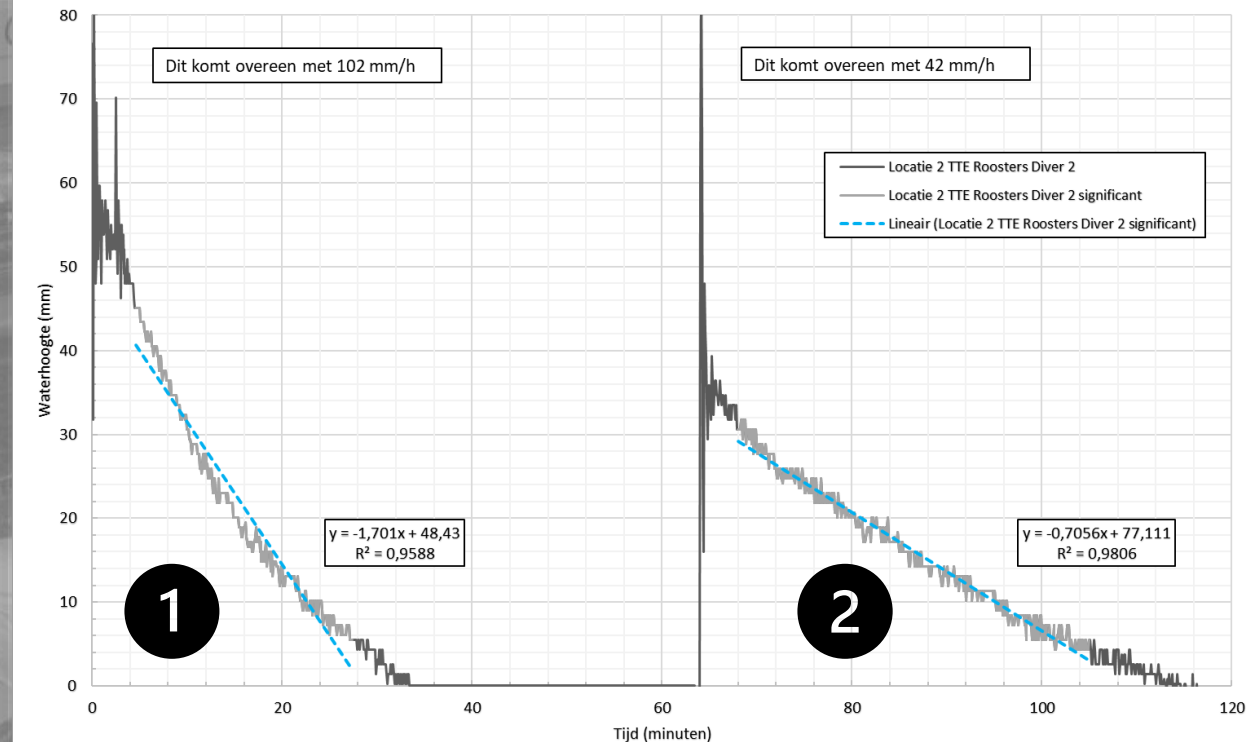 80
70
60
50
40
30
20
10
0
Waterhoogte (mm)
Dit komt overeen met 102 mm/h
Dit komt overeen met 42 mm/h
Locatie 2 TTE Roosters Diver 2
Locatie 2 TTE Roosters Diver 2 significant
Lineair (Locatie 2 TTE Roosters Diver 2 significant)
y = -1,701x + 48,43
R² = 0,9588
y = -0,7056x + 77,111
R² = 0,9806
1
2
0 20 40 60 80 100 120
Tijd (minuten)